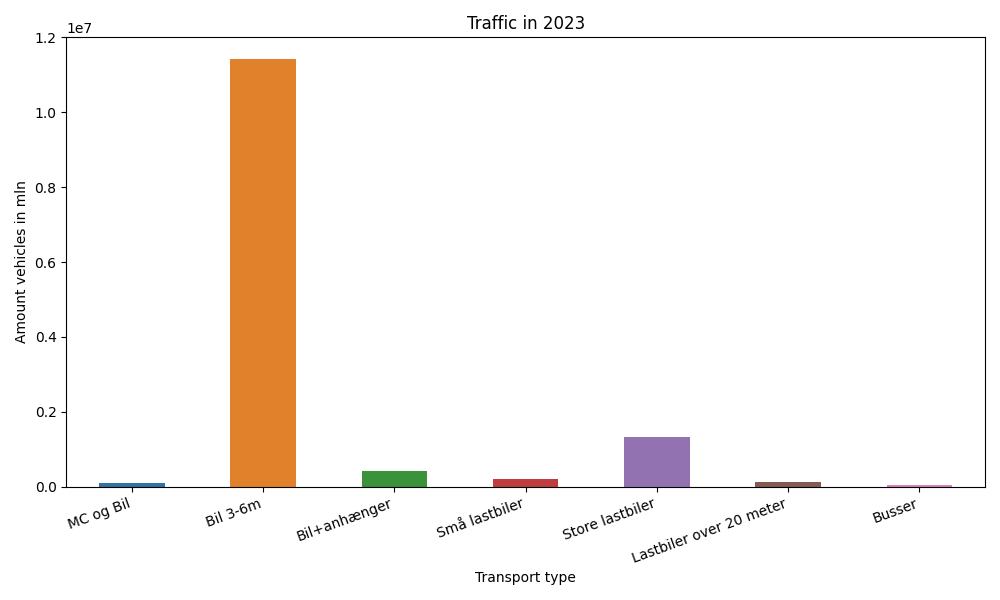 Traffic in 2023
1e7
1.2
1.0
0.8
0.6
0.4
0.2
0.0
Amount vehicles in mln
MC og Bil
Bil 3-6m
Bil+anhænger
Små lastbiler
Store lastbiler
Lastbiler over 20 meter
Busser
Transport type